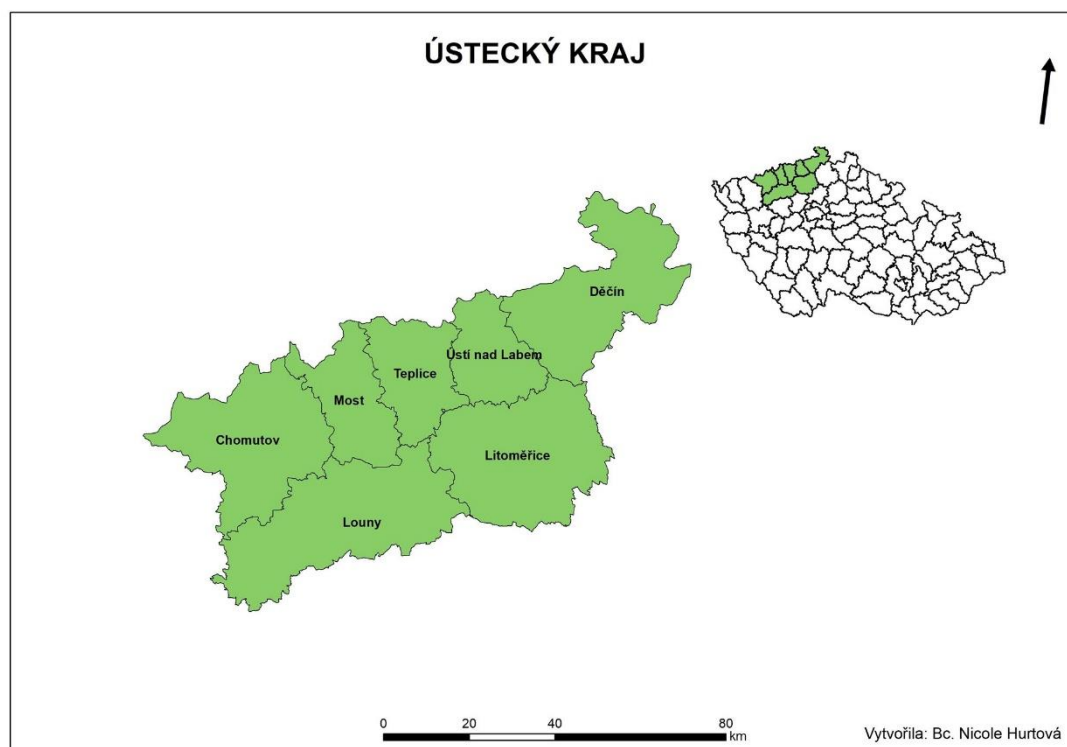 ÚSTECKÝ KRAJ
Děčín
Ústí nad Labem
Teplice
Most
Chomutov
Litoměřice
Louny
0 20 40 80
km
Vytvořila: Bc. Nicole Hurtová